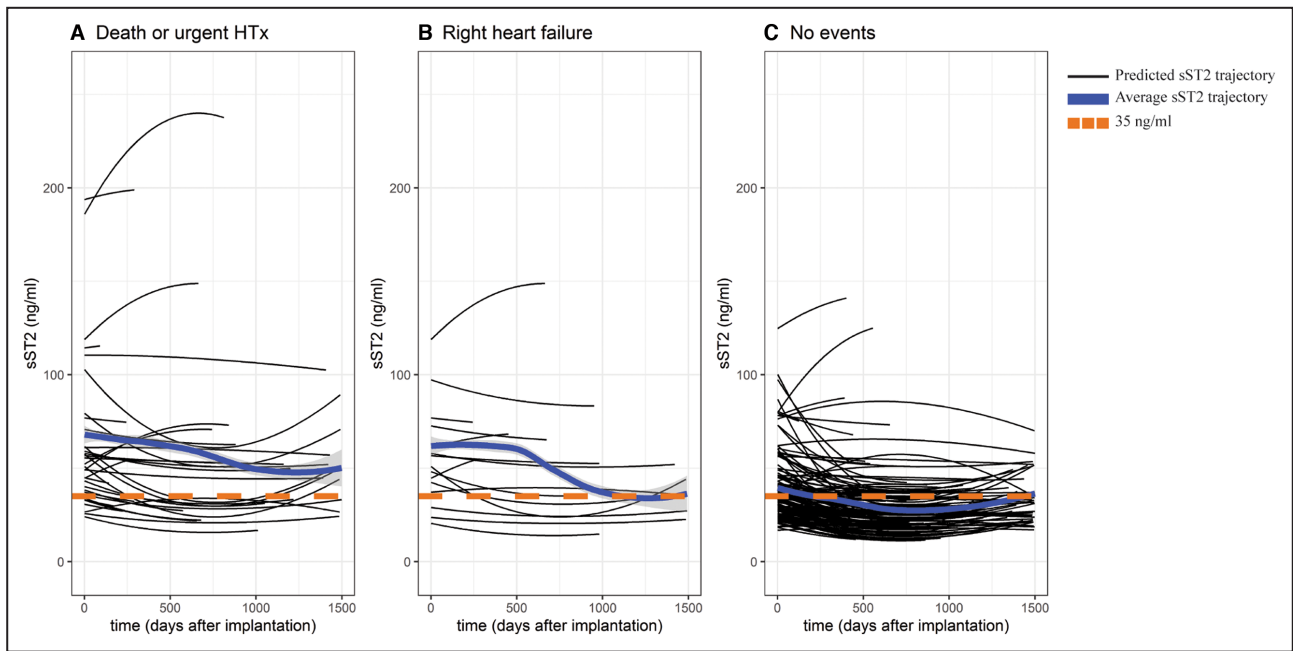 A Death or urgent HTx
B Right heart failure
C No events
Predicted sST2 trajectory
Average sST2 trajectory
35 ng/ml
sST2 (ng/ml)
200
100
0
0 500 1000 1500
time (days after implantation)
sST2 (ng/ml)
200
100
0
0 500 1000 1500
time (days after implantation)
sST2 (ng/ml)
200
100
0
0 500 1000 1500
time (days after implantation)